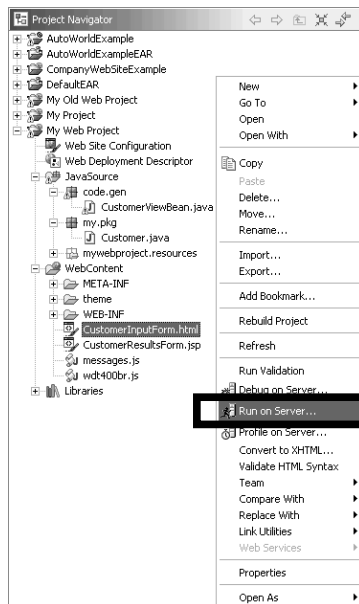 Project Navigator
AutoWorldExample
AutoWorldExampleEAR
CompanyWebSiteExample
DefaultEAR
My Old Web Project
My Project
My Web Project
Web Site Configuration
Web Deployment Descriptor
JavaSource
code.gen
CustomerViewBean.java
my.pkg
Customer.java
mywebproject.resources
WebContent
META-INF
theme
WEB-INF
CustomerInputForm.html
CustomerResultsForm.jsp
messages.js
wdt400br.js
Libraries
New
Go To
Open
Open With
Copy
Paste
Delete...
Move...
Rename...
Import...
Export...
Add Bookmark...
Rebuild Project
Refresh
Run Validation
Debug on Server...
Run on Server...
Profile on Server...
Convert to XHTML...
Validate HTML Syntax
Team
Compare With
Replace With
Link Utilities
Web Services
Properties
Open As